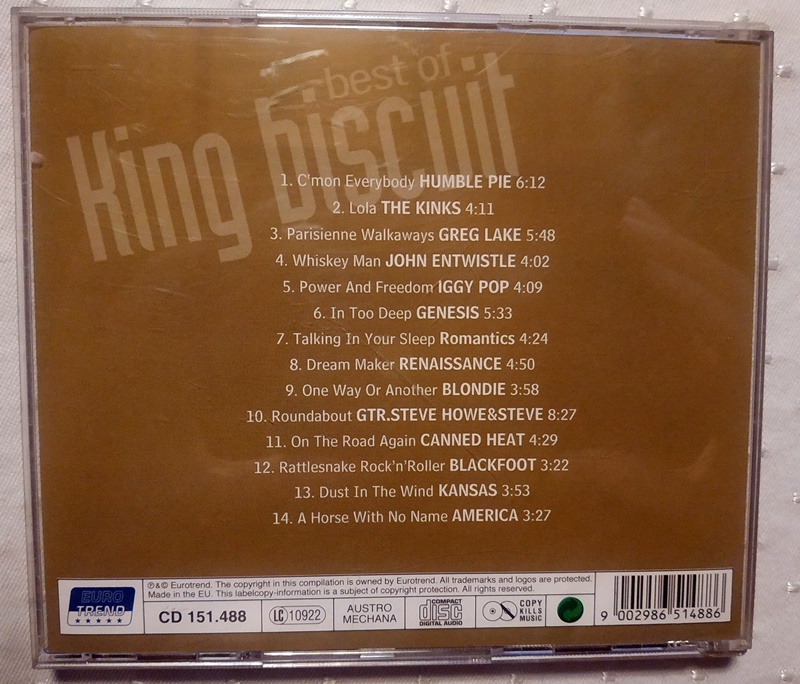 best of
King biscuit
1. C'mon Everybody HUMBLE PIE 6:12
2. Lola THE KINKS 4:11
3. Parisienne Walkaways GREG LAKE 5:48
4. Whiskey Man JOHN ENTWISTLE 4:02
5. Power And Freedom IGGY POP 4:09
6. In Too Deep GENESIS 5:33
7. Talking In Your Sleep Romantics 4:24
8. Dream Maker RENAISSANCE 4:50
9. One Way Or Another BLONDIE 3:58
10. Roundabout GTR.STEVE HOWE&STEVE 8:27
11. On The Road Again CANNED HEAT 4:29
12. Rattlesnake Rock'n'Roller BLACKFOOT 3:22
13. Dust In The Wind KANSAS 3:53
14. A Horse With No Name AMERICA 3:27
EURO
TREND
℗&© Eurotrend. The copyright in this compilation is owned by Eurotrend. All trademarks and logos are protected.
Made in the EU. This labelcopy-information is a subject of copyright protection. All rights reserved.
CD 151.488
LC 10922
AUSTRO
MECHANA
COMPACT
disc
DIGITAL AUDIO
COPY
KILLS
MUSIC
9 002986 514886